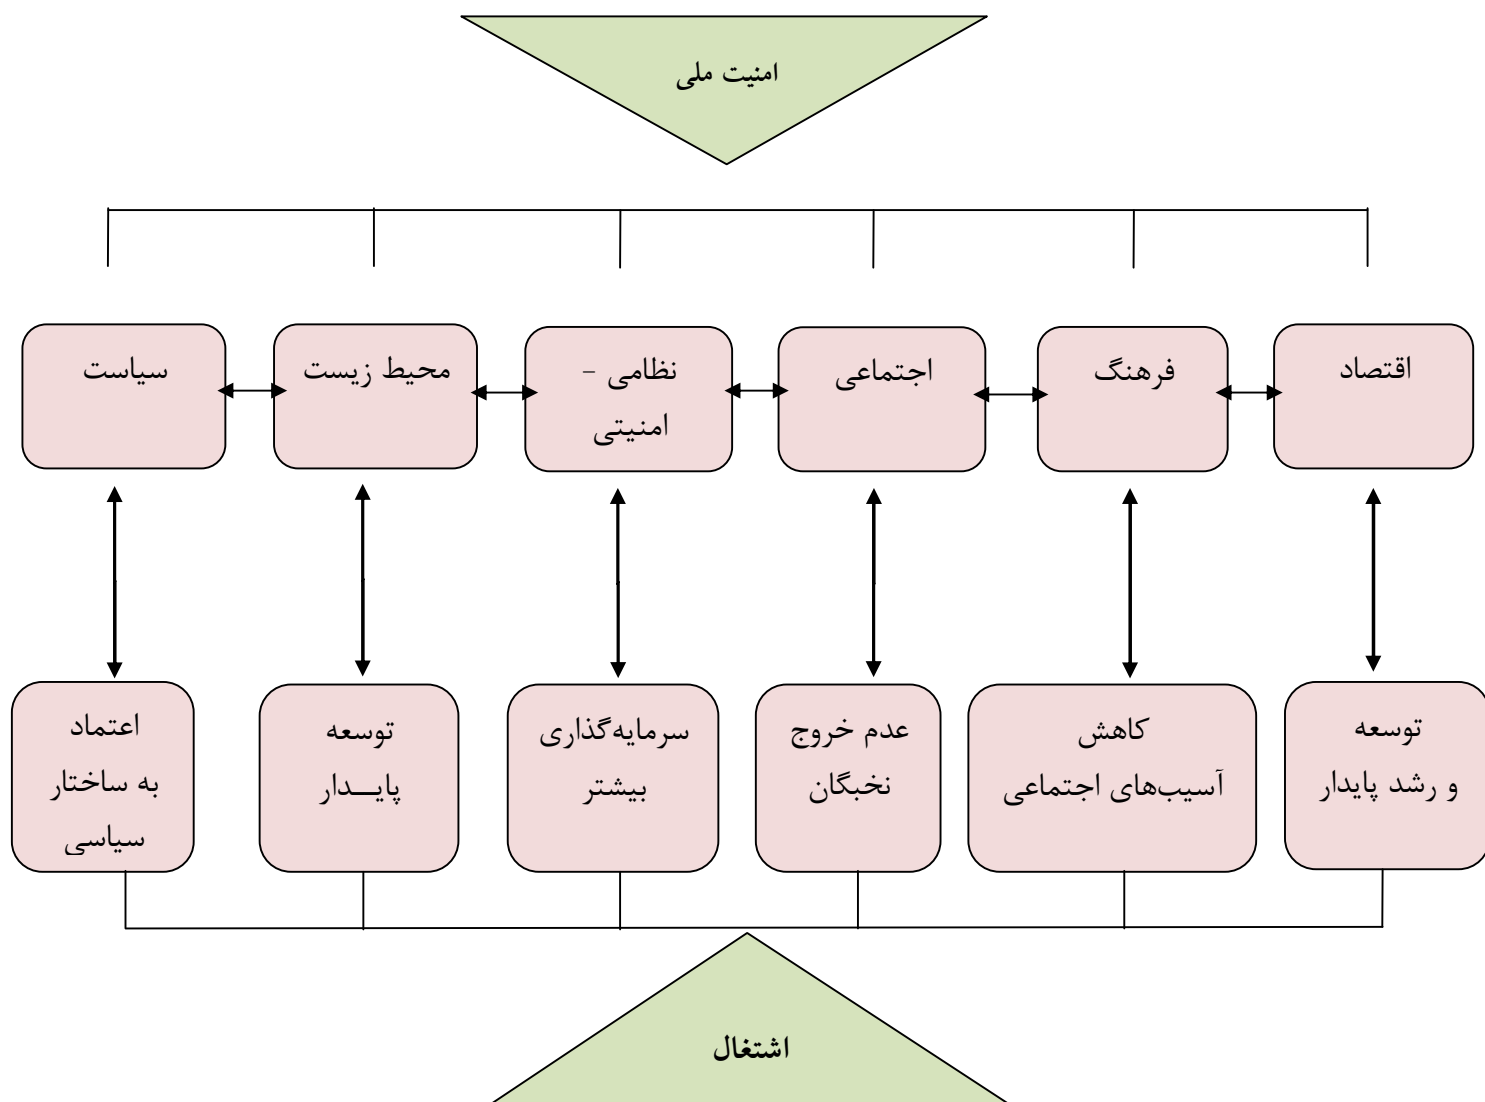 امنیت ملی
اقتصاد
فرهنگ
اجتماعی
نظامی –
امنیتی
محیط زیست
سیاست
توسعه
و رشد پایدار
کاهش
آسیب‌های اجتماعی
عدم خروج
نخبگان
سرمایه‌گذاری
بیشتر
توسعه
پایــدار
اعتماد
به ساختار
سیاسی
اشتغال